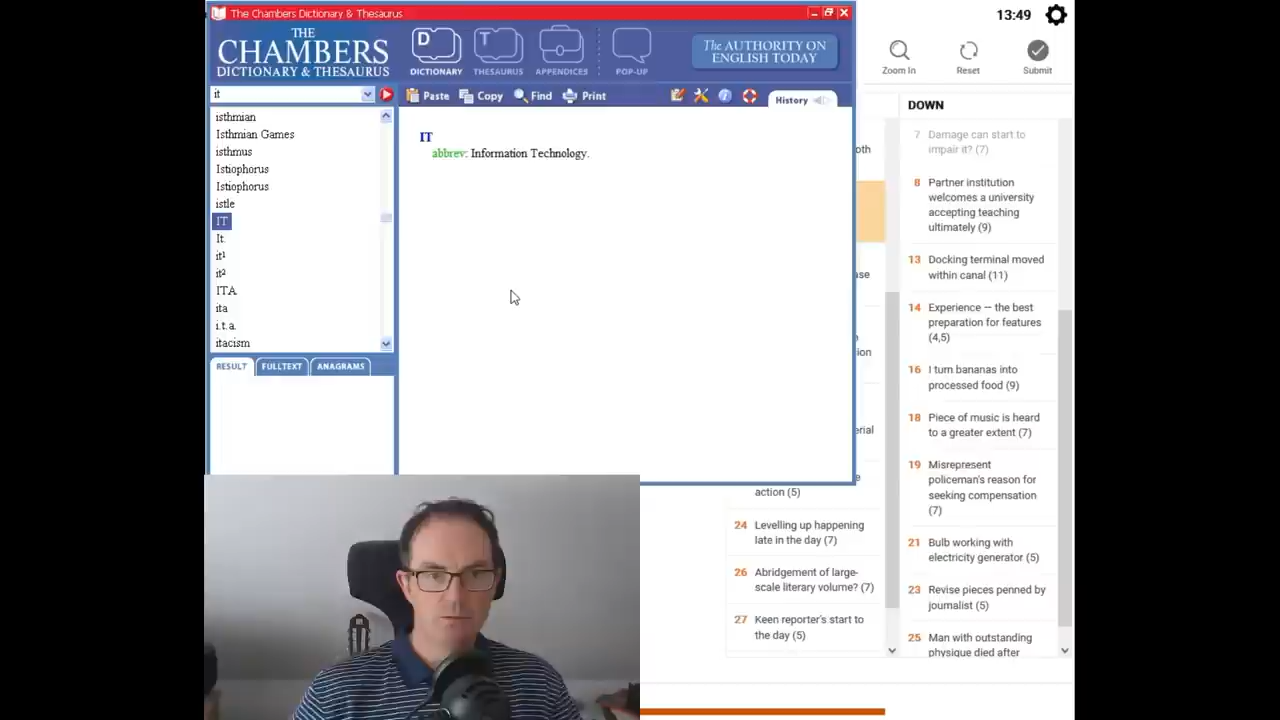 The Chambers Dictionary & Thesaurus
THE
CHAMBERS
DICTIONARY & THESAURUS
D
DICTIONARY
T
THESAURUS
APPENDICES
POP-UP
The AUTHORITY ON
ENGLISH TODAY
it
Paste
Copy
Find
Print
History
isthmian
Isthmian Games
isthmus
Istiophorus
Istiophorus
istle
IT
It.
it¹
it²
ITA
ita
i.t.a.
itacism
RESULT
FULLTEXT
ANAGRAMS
IT
abbrev: Information Technology.
13:49
Zoom In
Reset
Submit
oth
ase
ion
erial
action (5)
24 Levelling up happening
late in the day (7)
26 Abridgement of large-
scale literary volume? (7)
27 Keen reporter's start to
the day (5)
DOWN
7 Damage can start to
impair it? (7)
8 Partner institution
welcomes a university
accepting teaching
ultimately (9)
13 Docking terminal moved
within canal (11)
14 Experience — the best
preparation for features
(4,5)
16 I turn bananas into
processed food (9)
18 Piece of music is heard
to a greater extent (7)
19 Misrepresent
policeman's reason for
seeking compensation
(7)
21 Bulb working with
electricity generator (5)
23 Revise pieces penned by
journalist (5)
25 Man with outstanding
physique died after